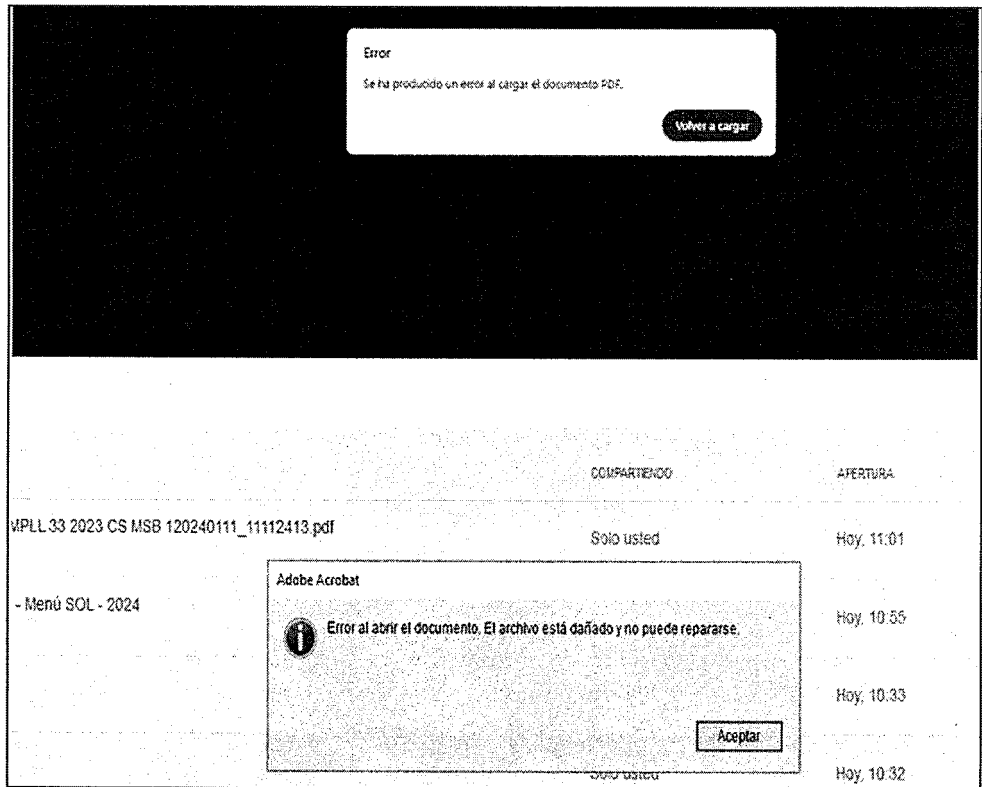 Error
Se ha producido un error al cargar el documento PDF.
Volver a cargar
COMPARTIENDO
APERTURA
MPLL 33 2023 CS MSB 120240111_11112413.pdf
Solo usted
Hoy, 11:01
Adobe Acrobat
- Menú SOL - 2024
Error al abrir el documento. El archivo está dañado y no puede repararse.
Hoy, 10:55
Hoy, 10:33
Aceptar
Solo usted
Hoy, 10:32